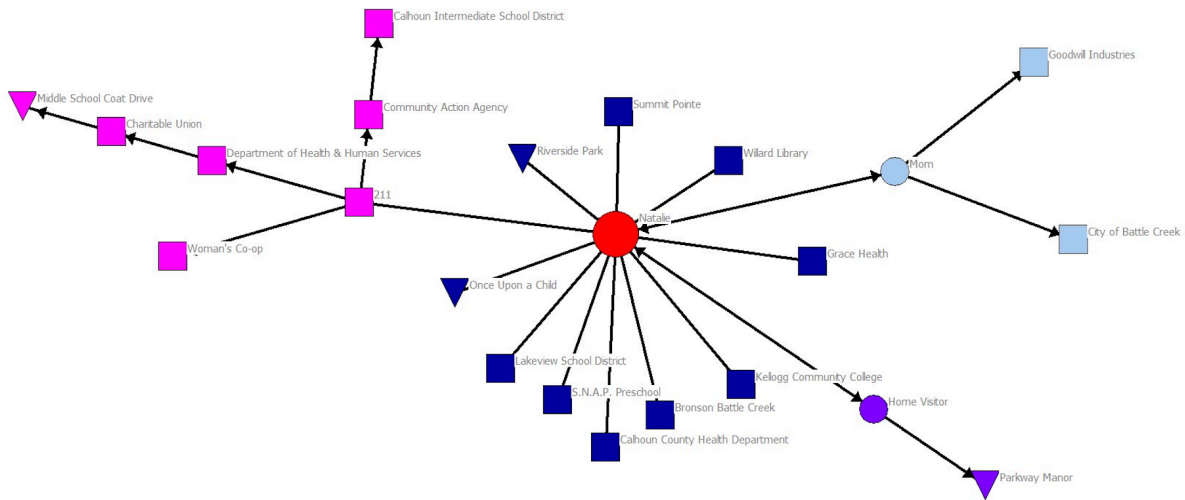 Calhoun Intermediate School District
Goodwill Industries
Middle School Coat Drive
Community Action Agency
Summit Pointe
Charitable Union
Riverside Park
Willard Library
Department of Health & Human Services
Mom
211
Natalie
City of Battle Creek
Woman's Co-op
Grace Health
Once Upon a Child
Lakeview School District
Kellogg Community College
S.N.A.P. Preschool
Home Visitor
Bronson Battle Creek
Calhoun County Health Department
Parkway Manor